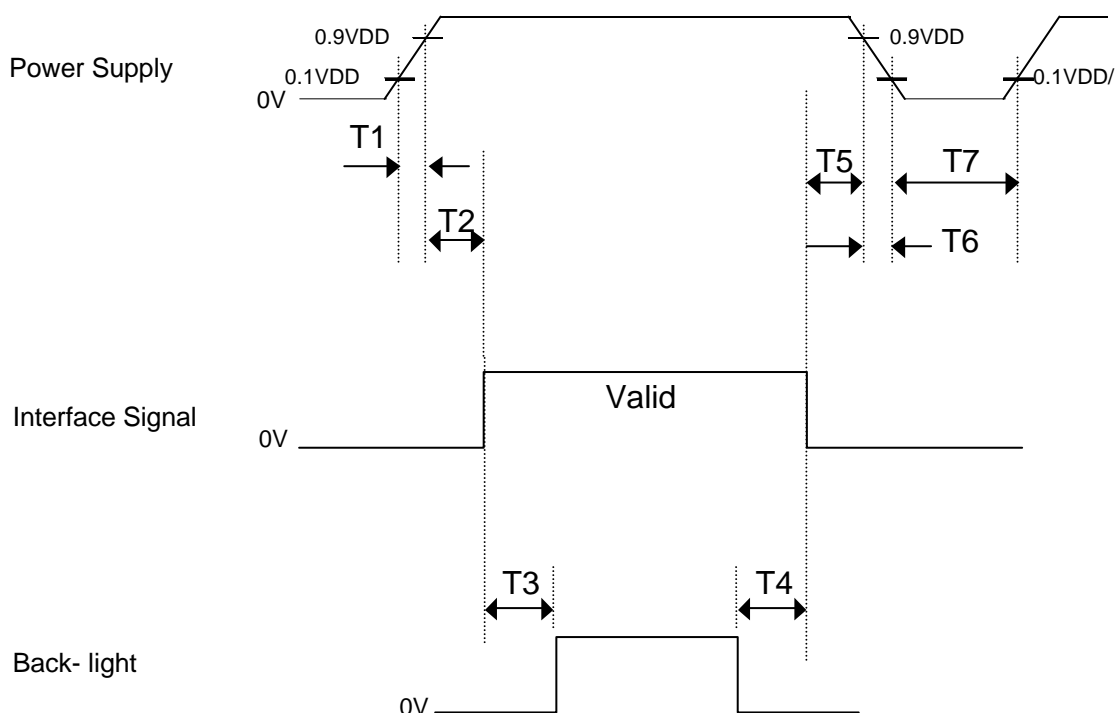 0.9VDD
0.9VDD
Power Supply
0.1VDD
0.1VDD/
0V
T1
T5
T7
T2
T6
Valid
Interface Signal
0V
T3
T4
Back- light
0V